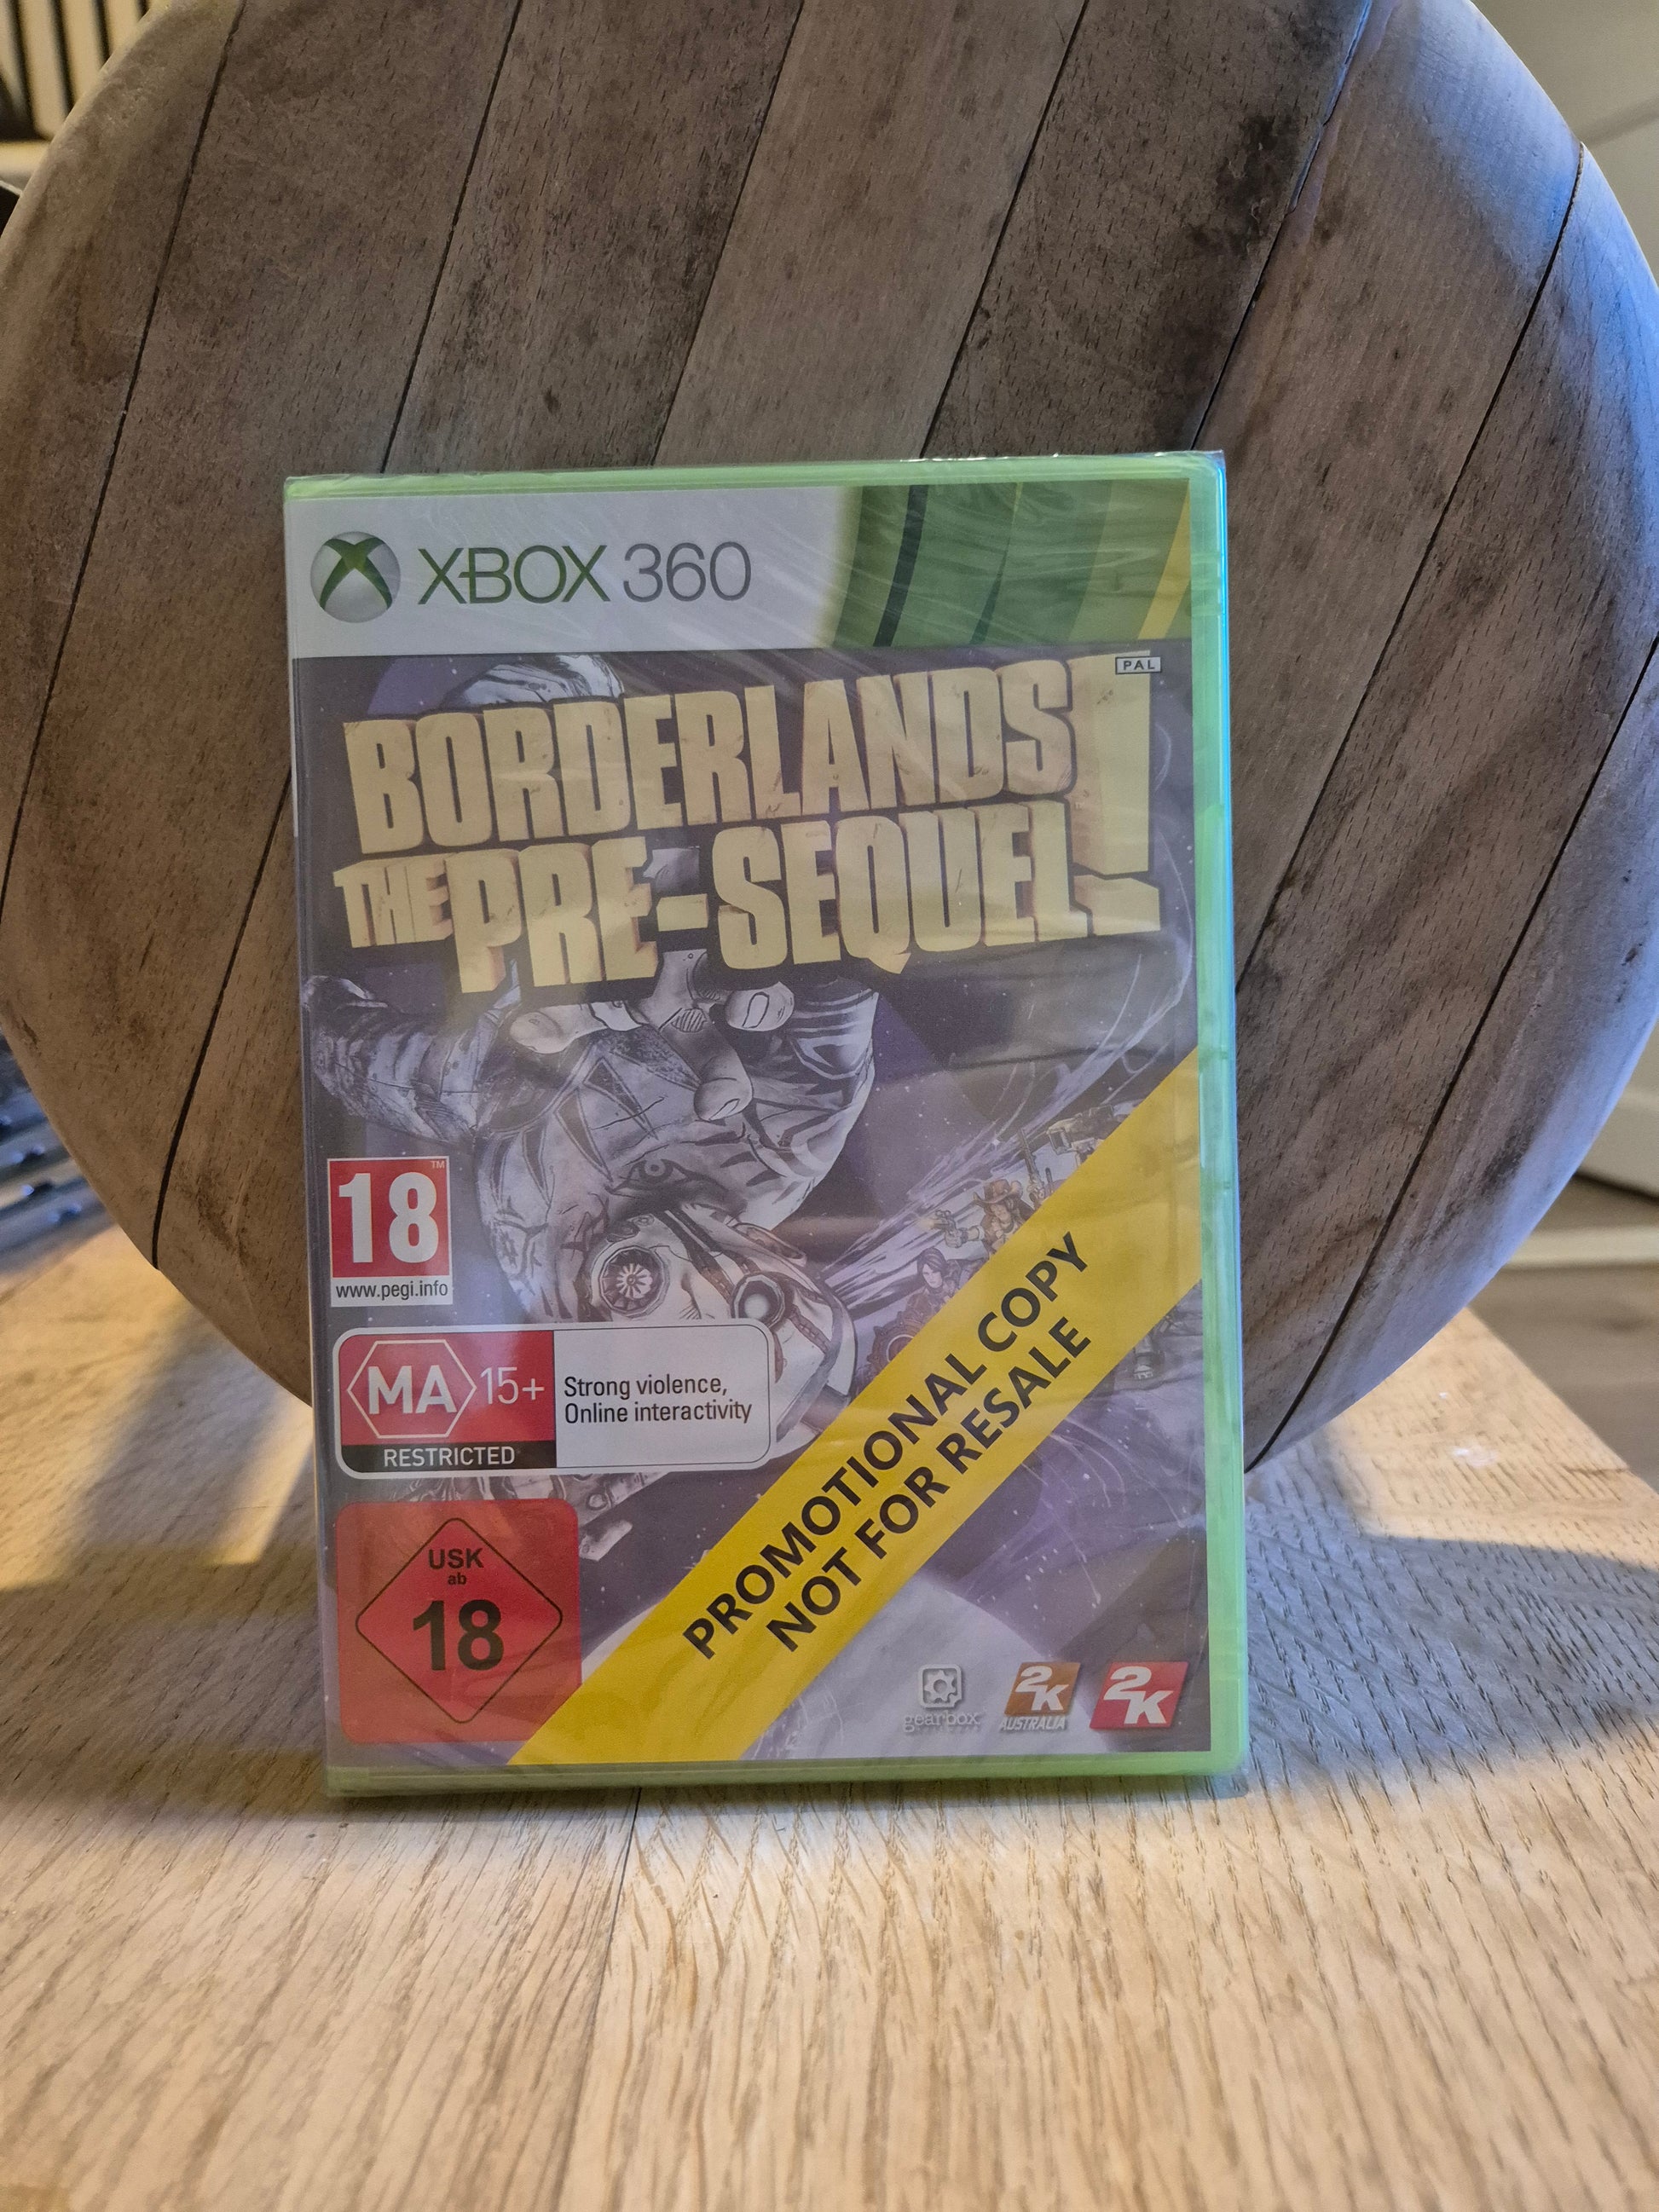 XBOX 360
PAL
BORDERLANDS
THE PRE-SEQUEL!
18
TM
www.pegi.info
MA 15+
RESTRICTED
Strong violence,
Online interactivity
USK
ab
18
PROMOTIONAL COPY
NOT FOR RESALE
gearbox
2K
AUSTRALIA
2K